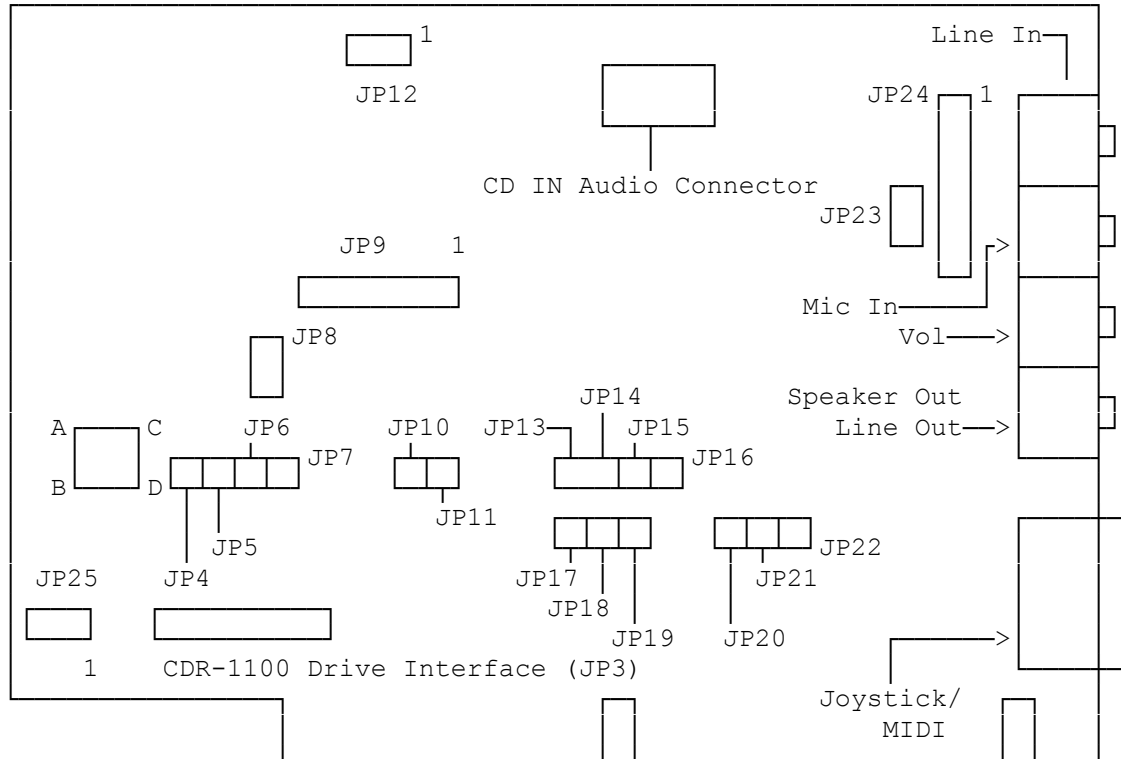 1 Line In
JP12 JP24 1
CD IN Audio Connector
JP23
JP9 1
Mic In
JP8 Vol
JP14 Speaker Out
A C JP6 JP10 JP13 JP15 Line Out
JP7 JP16
B D
JP11
JP5 JP22
JP25 JP4 JP17 JP21
JP18
JP19 JP20
1 CDR-1100 Drive Interface (JP3)
Joystick/
MIDI